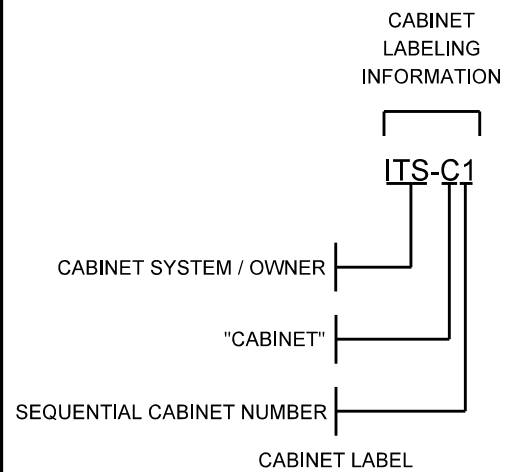 CABINET
LABELING
INFORMATION
ITS-C1
CABINET SYSTEM / OWNER
"CABINET"
SEQUENTIAL CABINET NUMBER
CABINET LABEL